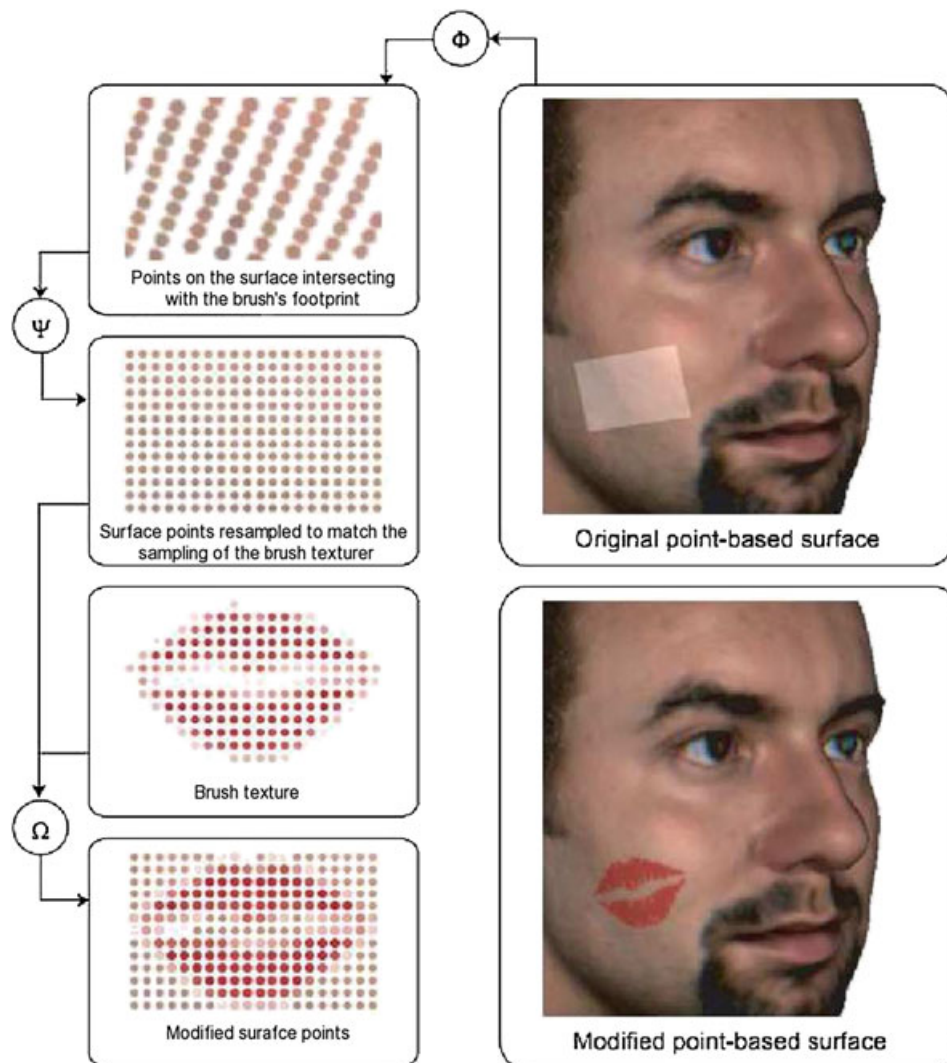 Φ
Points on the surface intersecting
with the brush's footprint
Ψ
Surface points resampled to match the
sampling of the brush texturer
Original point-based surface
Brush texture
Ω
Modified surafce points
Modified point-based surface